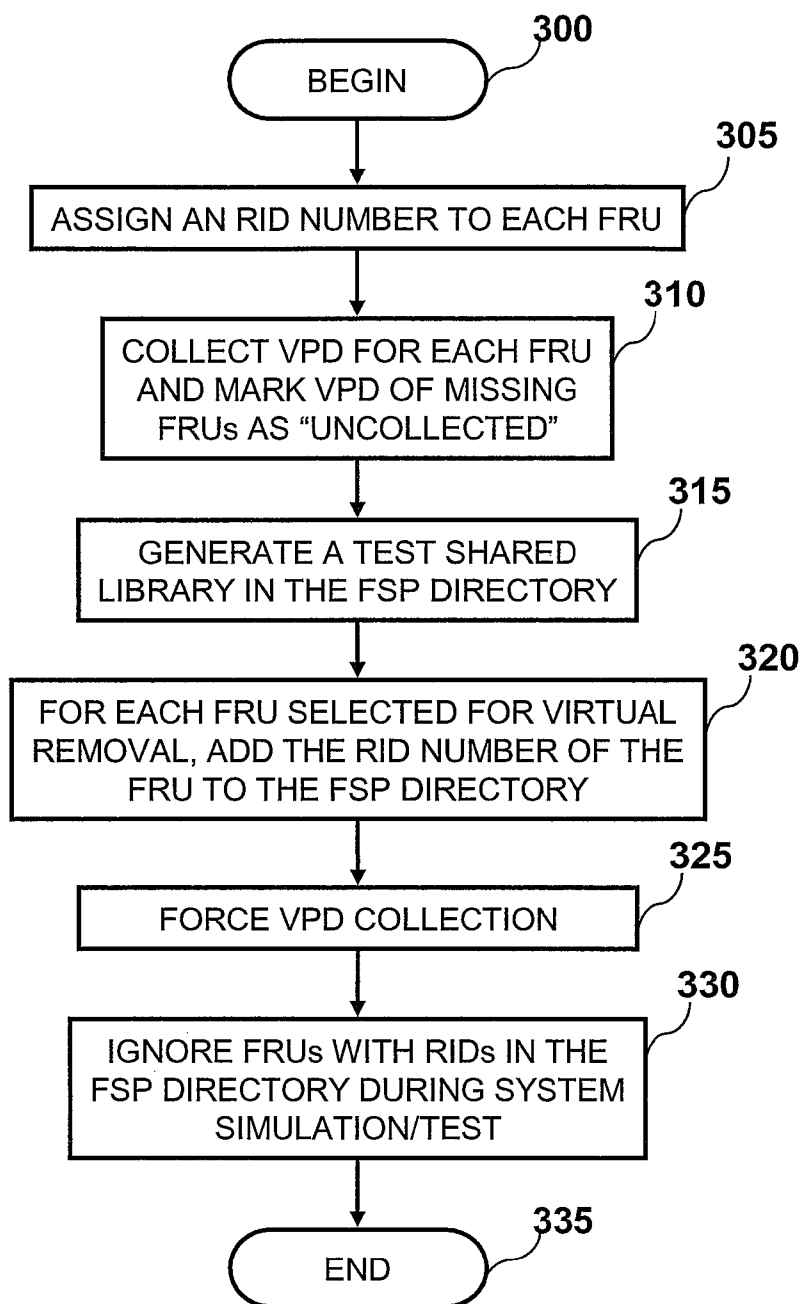 300
BEGIN
305
ASSIGN AN RID NUMBER TO EACH FRU
310
COLLECT VPD FOR EACH FRU
AND MARK VPD OF MISSING
FRUs AS “UNCOLLECTED”
315
GENERATE A TEST SHARED
LIBRARY IN THE FSP DIRECTORY
320
FOR EACH FRU SELECTED FOR VIRTUAL
REMOVAL, ADD THE RID NUMBER OF THE
FRU TO THE FSP DIRECTORY
325
FORCE VPD COLLECTION
330
IGNORE FRUs WITH RIDs IN THE
FSP DIRECTORY DURING SYSTEM
SIMULATION/TEST
335
END